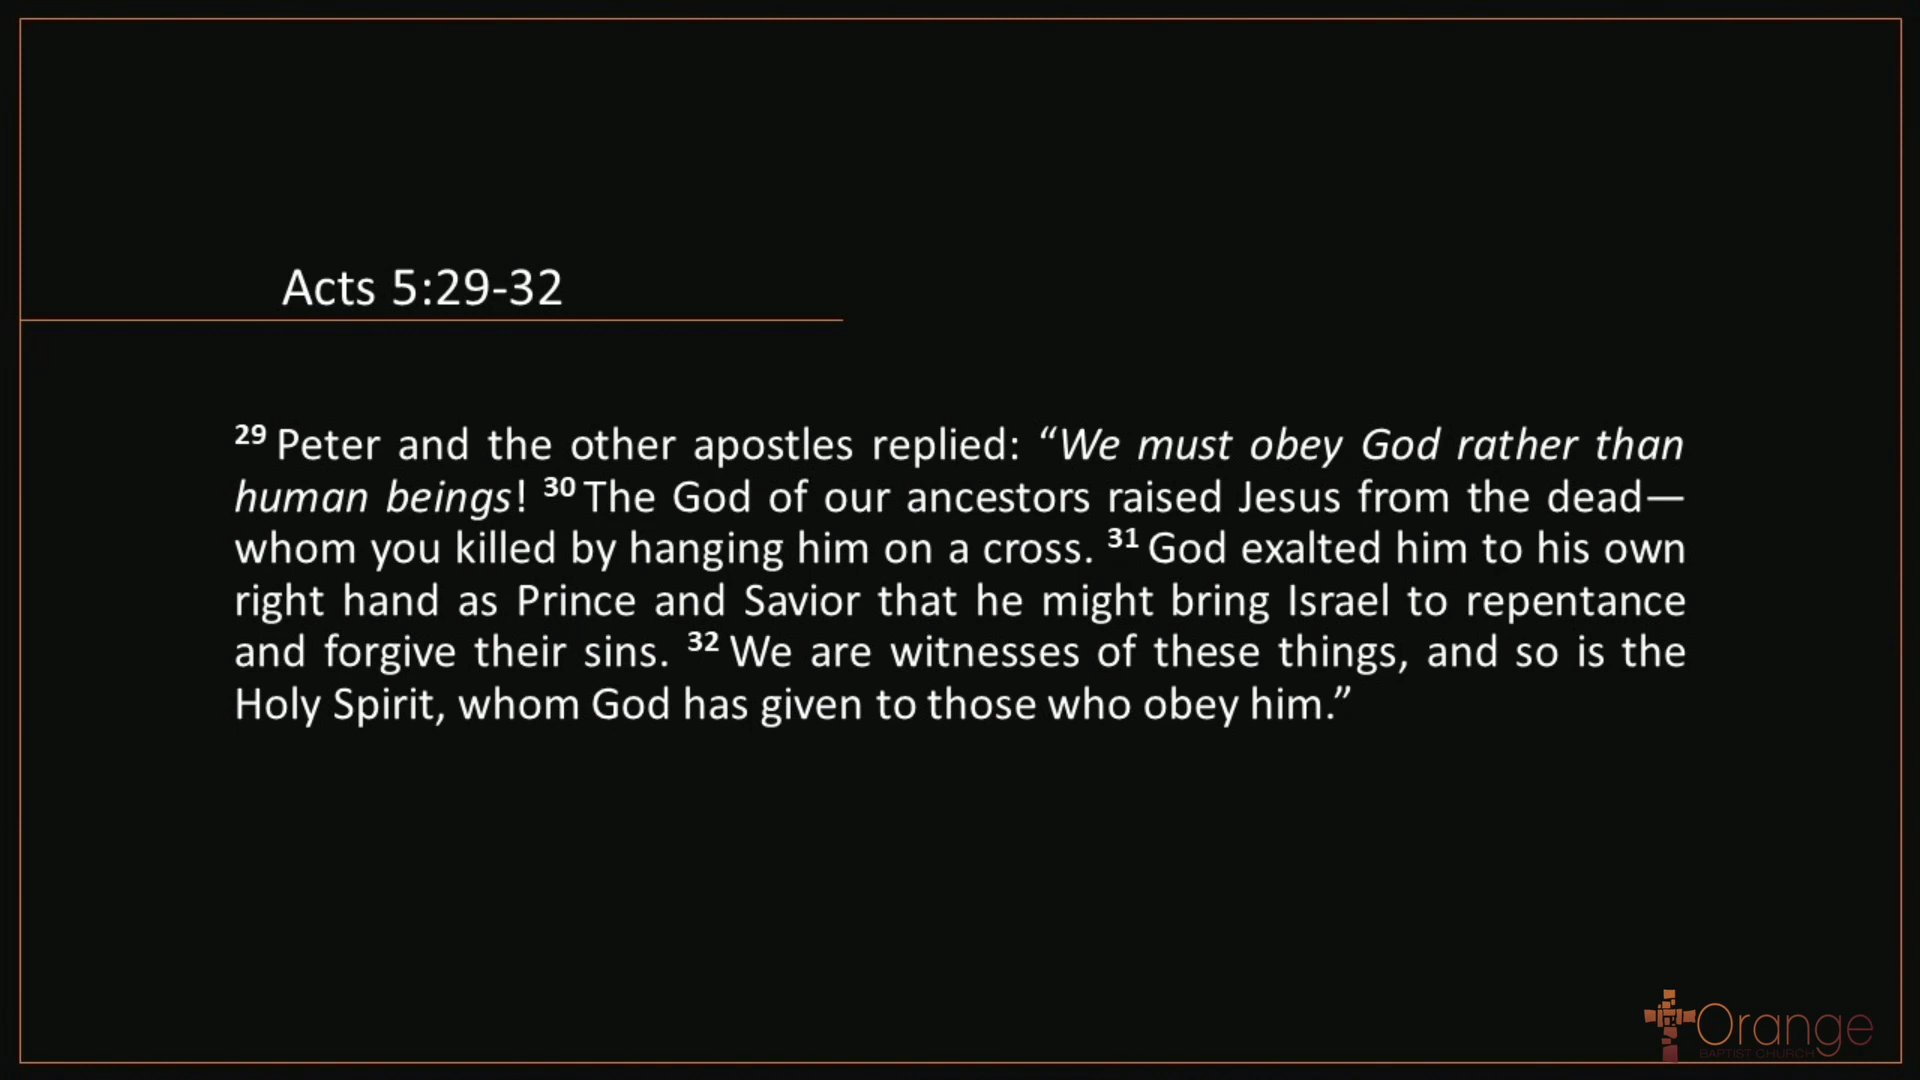 Acts 5:29-32
29 Peter and the other apostles replied: “We must obey God rather than
human beings! 30 The God of our ancestors raised Jesus from the dead—
whom you killed by hanging him on a cross. 31 God exalted him to his own
right hand as Prince and Savior that he might bring Israel to repentance
and forgive their sins. 32 We are witnesses of these things, and so is the
Holy Spirit, whom God has given to those who obey him.”
Orange
BAPTIST CHURCH